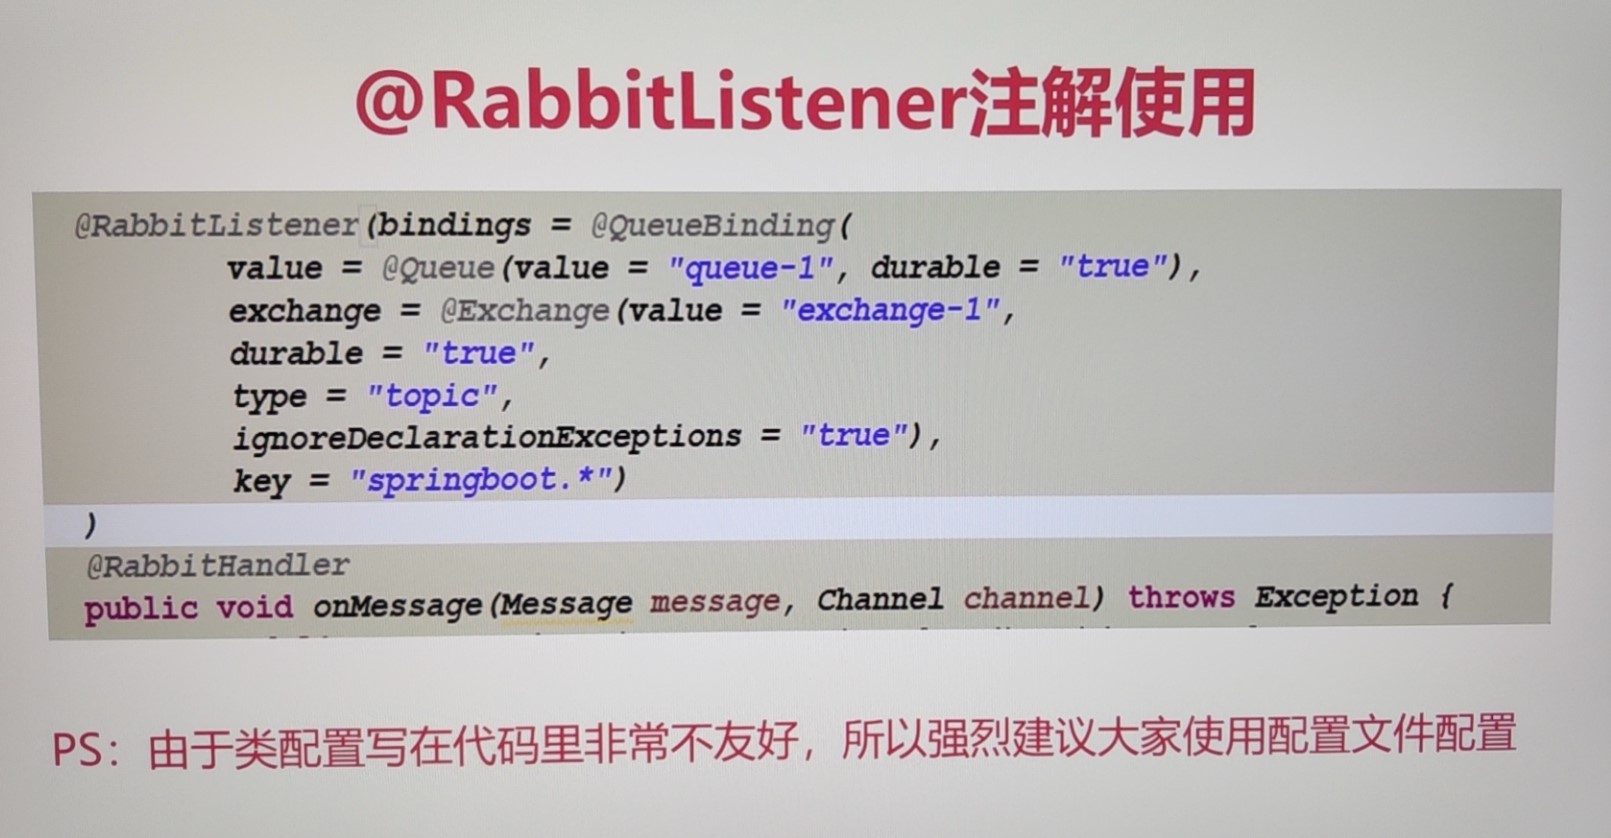 @RabbitListener注解使用
@RabbitListener(bindings = @QueueBinding(
value = @Queue(value = "queue-1", durable = "true"),
exchange = @Exchange(value = "exchange-1",
durable = "true",
type = "topic",
ignoreDeclarationExceptions = "true"),
key = "springboot.*")
)
@RabbitHandler
public void onMessage(Message message, Channel channel) throws Exception {
PS：由于类配置写在代码里非常不友好，所以强烈建议大家使用配置文件配置